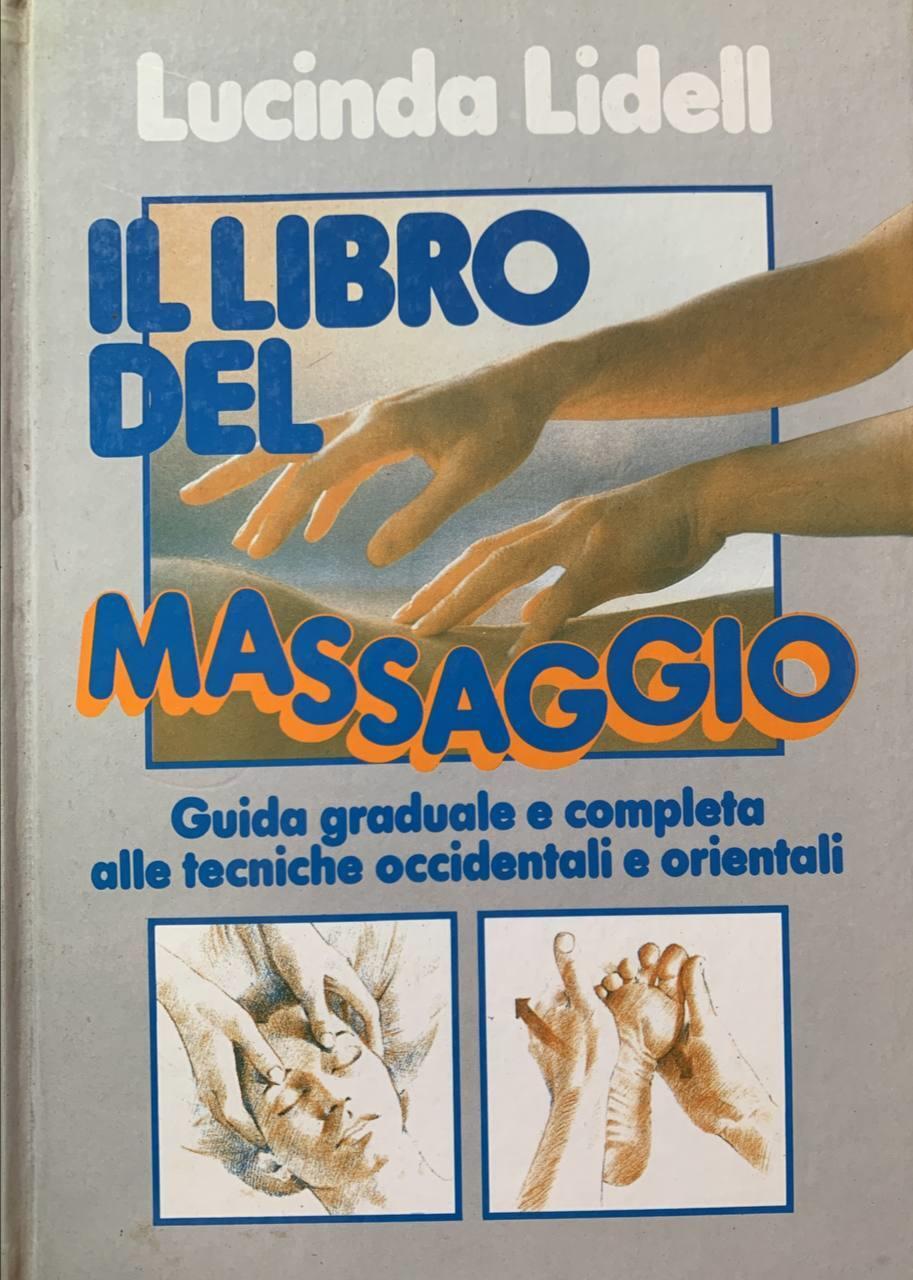 Lucinda Lidell
IL LIBRO
DEL
MASSAGGIO
Guida graduale e completa
alle tecniche occidentali e orientali